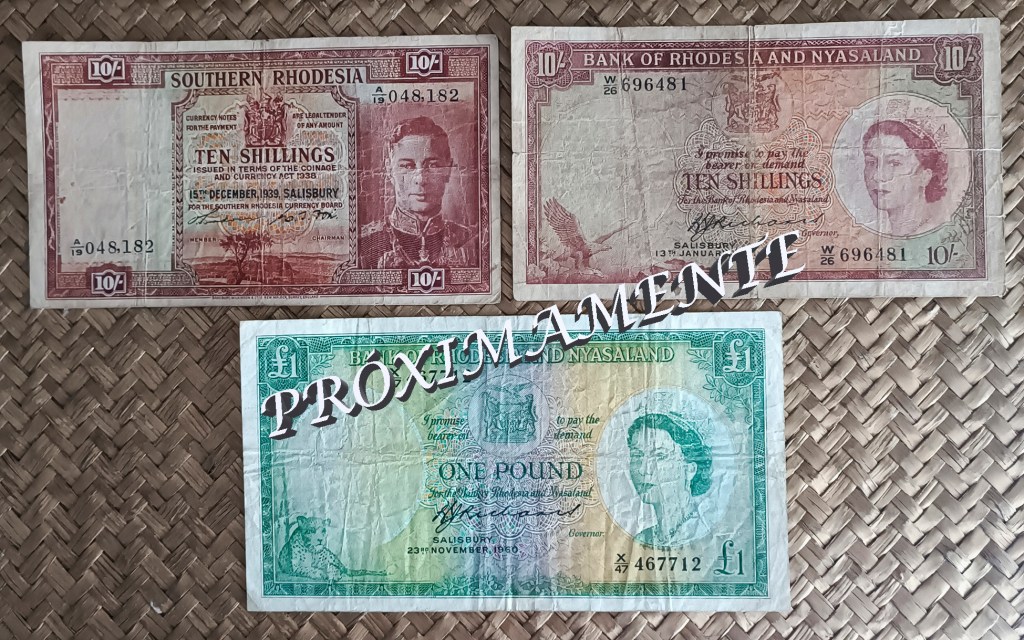 10/-
10/-
SOUTHERN RHODESIA
A/19 048,182
CURRENCY NOTES
FOR THE PAYMENT
ARE LEGAL TENDER
OF ANY AMOUNT
TEN SHILLINGS
ISSUED IN TERMS OF THE COINAGE
AND CURRENCY ACT 1938
15TH DECEMBER, 1939, SALISBURY
FOR THE SOUTHERN RHODESIA CURRENCY BOARD
MEMBER
CHAIRMAN
A/19 048,182
10/-
10/-
10/-
BANK OF RHODESIA AND NYASALAND
10/-
W/26 696481
I promise to pay the
bearer on demand
TEN SHILLINGS
For the Bank of Rhodesia and Nyasaland
Governor.
SALISBURY,
13TH JANUARY
W/26 696481
10/-
PRÓXIMAMENTE
£1
BANK OF RHODESIA AND NYASALAND
£1
I promise to pay the
bearer on demand
ONE POUND
For the Bank of Rhodesia and Nyasaland
Governor.
SALISBURY,
23RD NOVEMBER, 1960
X/47 467712
£1